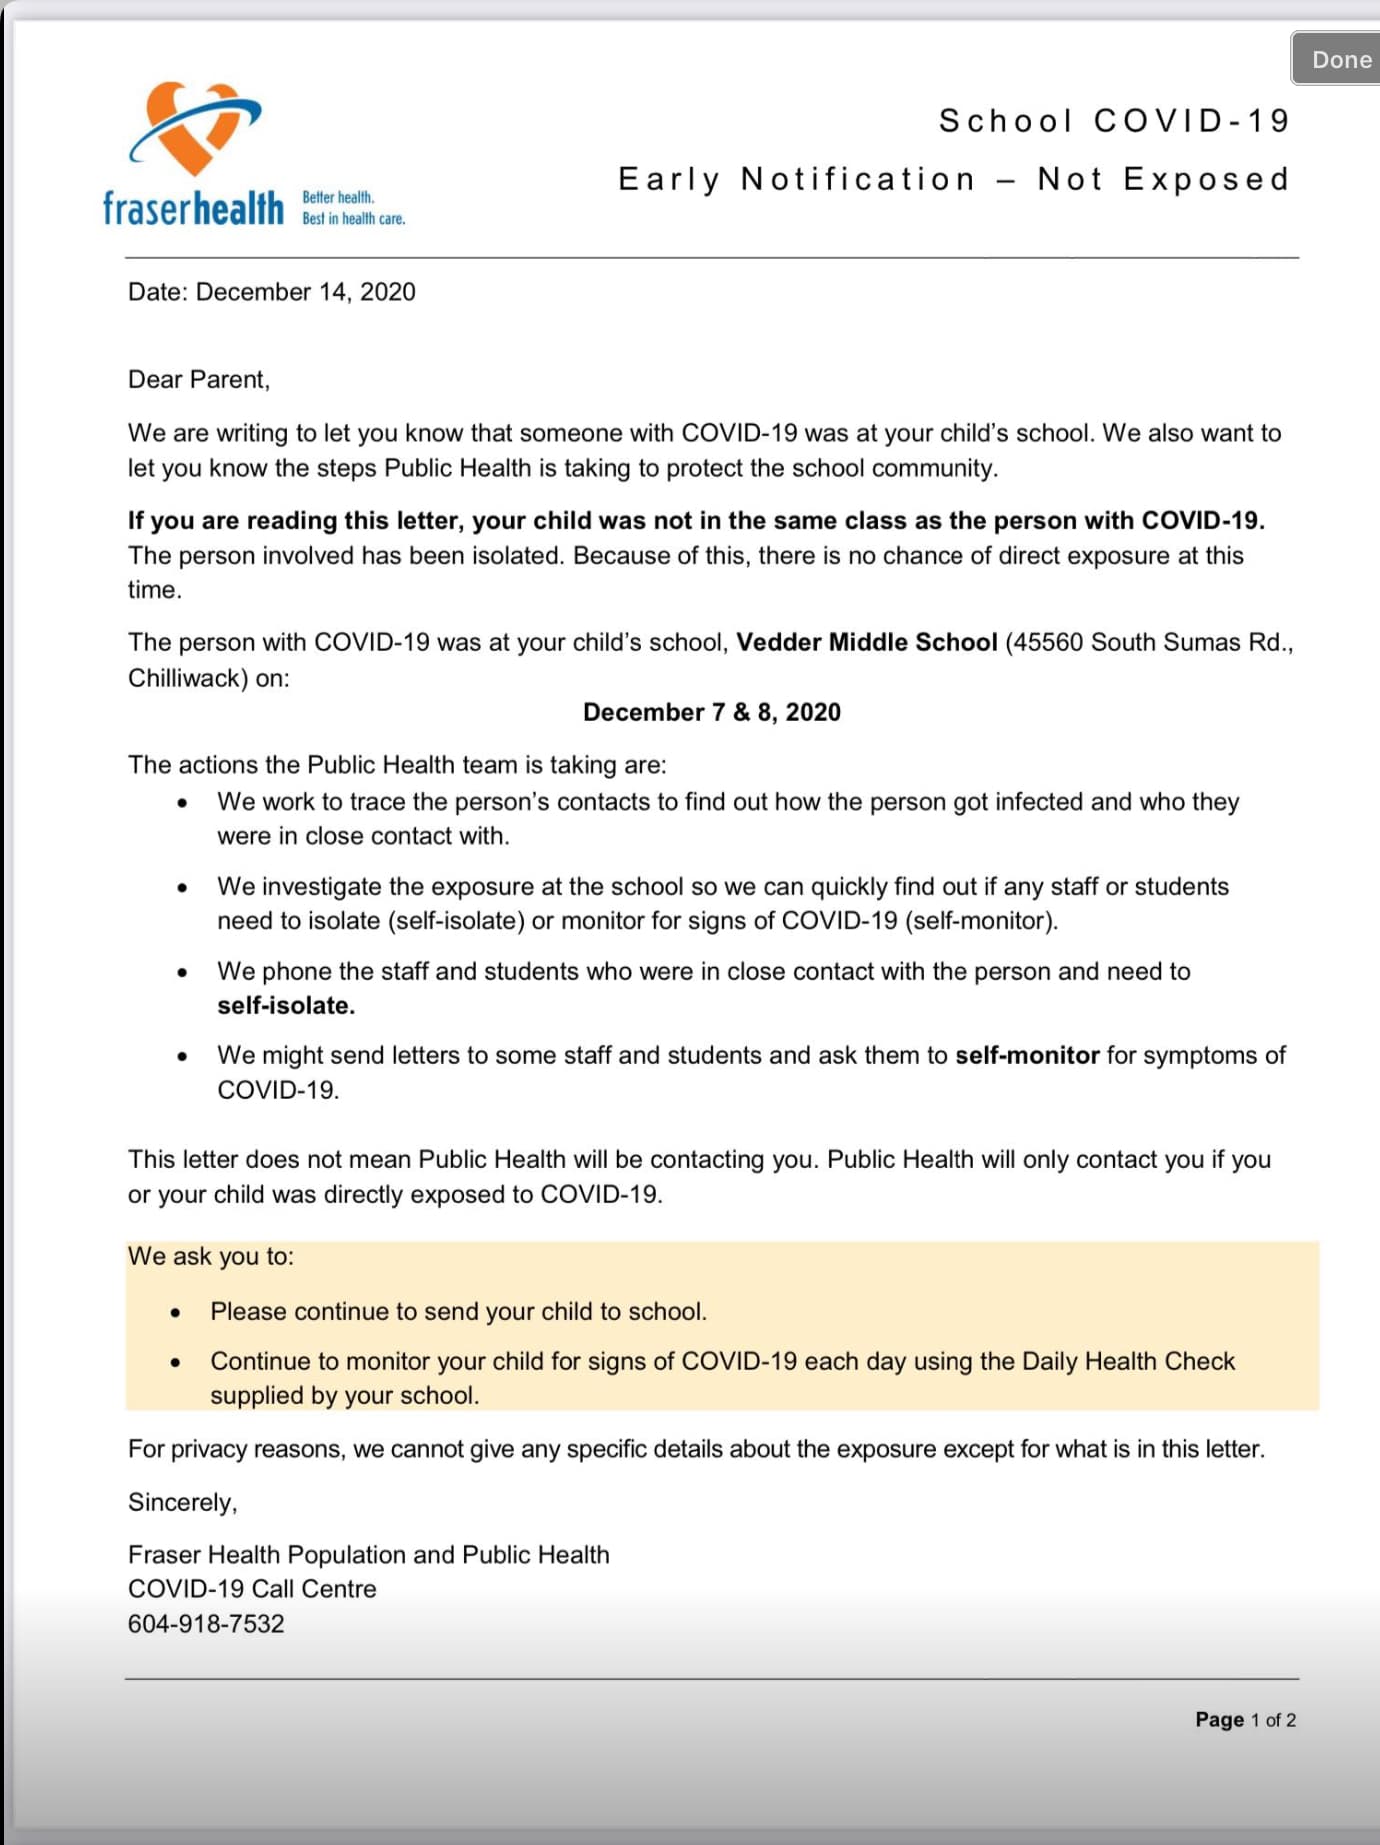 Done
fraserhealth
Better health.
Best in health care.
School COVID-19
Early Notification – Not Exposed
Date: December 14, 2020
Dear Parent,
We are writing to let you know that someone with COVID-19 was at your child’s school. We also want to
let you know the steps Public Health is taking to protect the school community.
If you are reading this letter, your child was not in the same class as the person with COVID-19.
The person involved has been isolated. Because of this, there is no chance of direct exposure at this
time.
The person with COVID-19 was at your child’s school, Vedder Middle School (45560 South Sumas Rd.,
Chilliwack) on:
December 7 & 8, 2020
The actions the Public Health team is taking are:
• We work to trace the person’s contacts to find out how the person got infected and who they
were in close contact with.
• We investigate the exposure at the school so we can quickly find out if any staff or students
need to isolate (self-isolate) or monitor for signs of COVID-19 (self-monitor).
• We phone the staff and students who were in close contact with the person and need to
self-isolate.
• We might send letters to some staff and students and ask them to self-monitor for symptoms of
COVID-19.
This letter does not mean Public Health will be contacting you. Public Health will only contact you if you
or your child was directly exposed to COVID-19.
We ask you to:
• Please continue to send your child to school.
• Continue to monitor your child for signs of COVID-19 each day using the Daily Health Check
supplied by your school.
For privacy reasons, we cannot give any specific details about the exposure except for what is in this letter.
Sincerely,
Fraser Health Population and Public Health
COVID-19 Call Centre
604-918-7532
Page 1 of 2